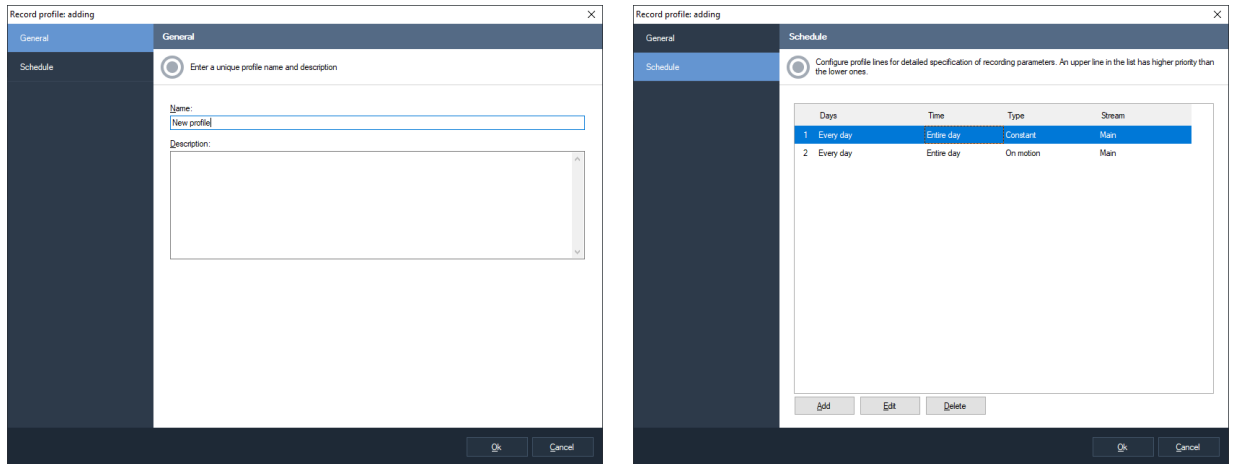 Record profile: adding
General
Schedule
General
Enter a unique profile name and description
Name:
New profile
Description:
Ok Cancel
Record profile: adding
General
Schedule
Schedule
Configure profile lines for detailed specification of recording parameters. An upper line in the list has higher priority than
the lower ones.
Days Time Type Stream
1 Every day Entire day Constant Main
2 Every day Entire day On motion Main
Add Edit Delete
Ok Cancel